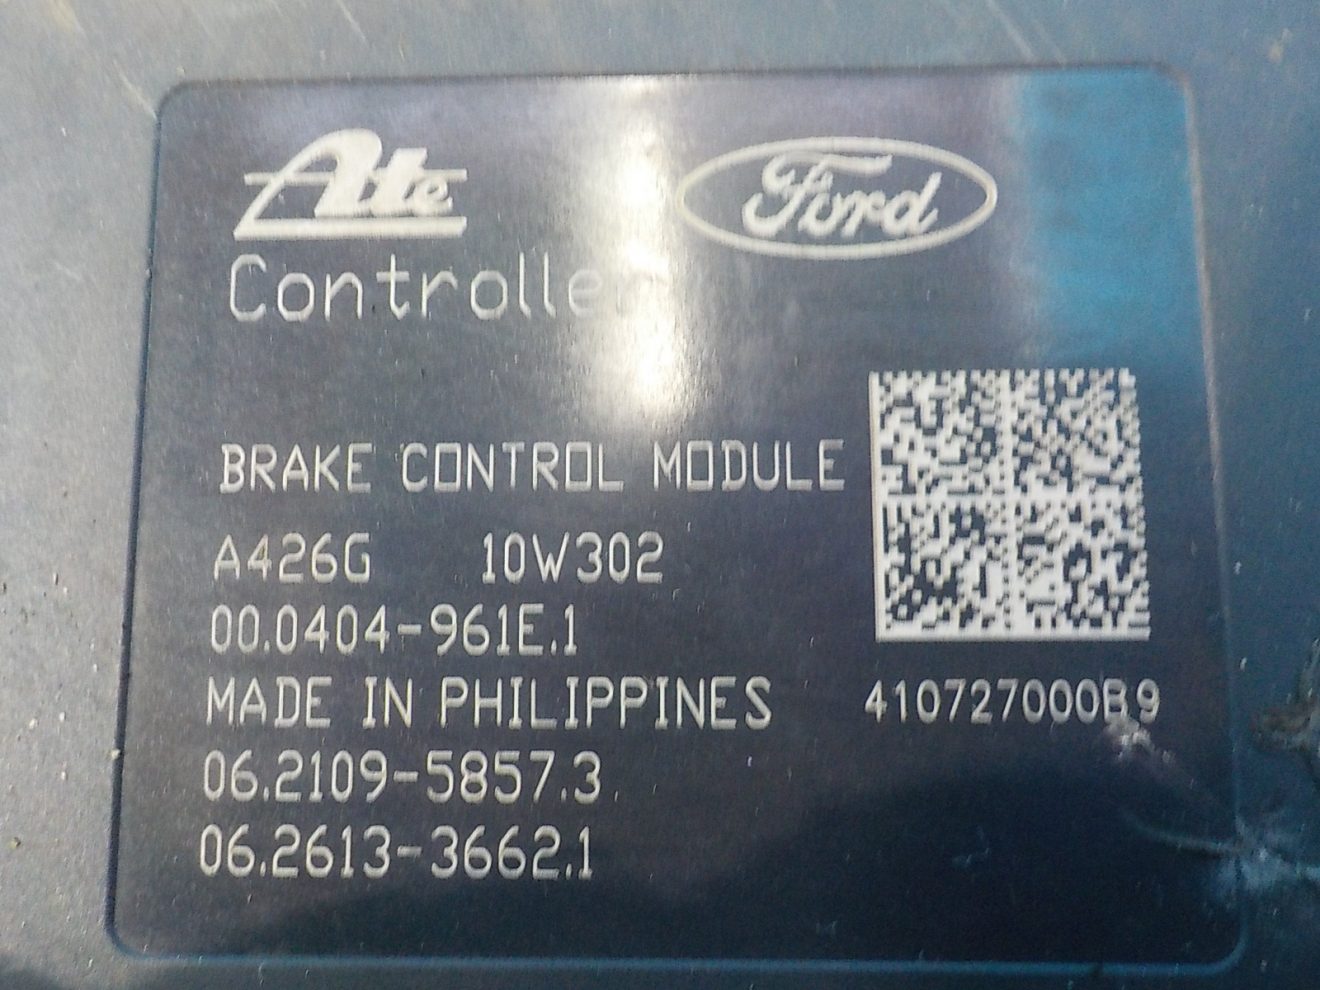 Ate
Ford
Controller
BRAKE CONTROL MODULE
A426G 10W302
00.0404-961E.1
MADE IN PHILIPPINES
410727000B9
06.2109-5857.3
06.2613-3662.1